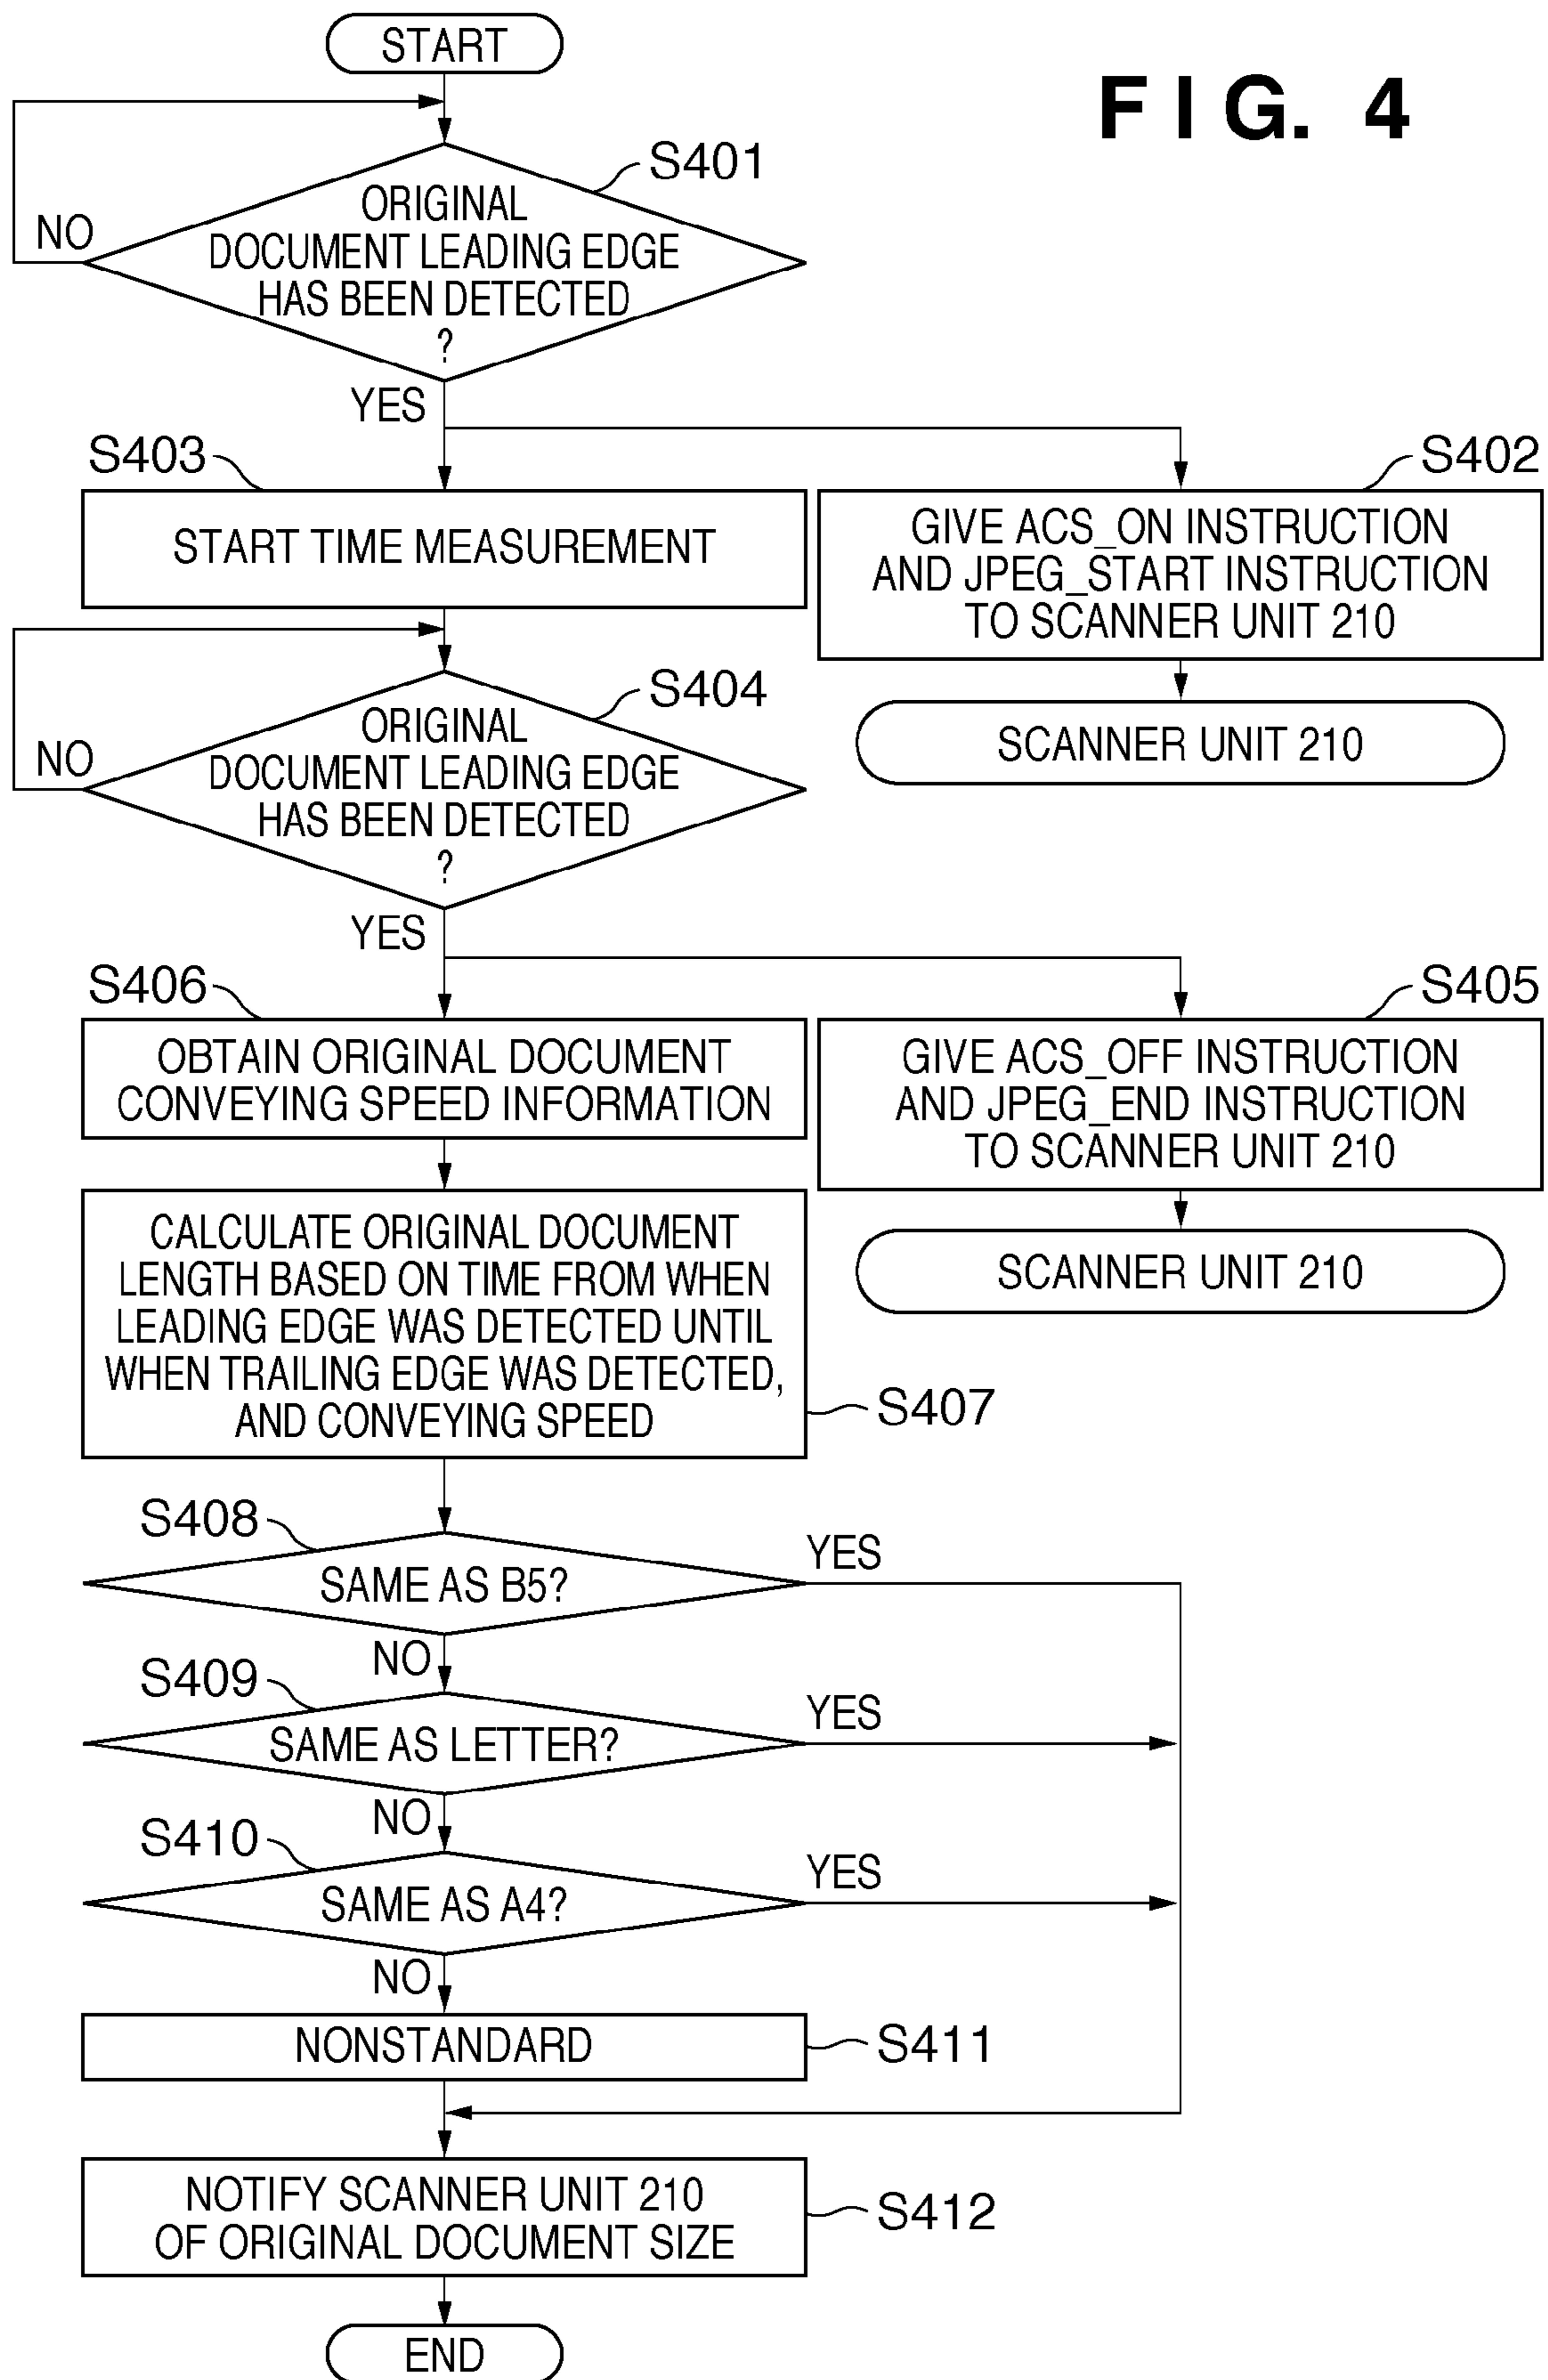 START
FIG. 4
S401
ORIGINAL
DOCUMENT LEADING EDGE
HAS BEEN DETECTED
?
NO
YES
S403
START TIME MEASUREMENT
S402
GIVE ACS_ON INSTRUCTION
AND JPEG_START INSTRUCTION
TO SCANNER UNIT 210
SCANNER UNIT 210
S404
ORIGINAL
DOCUMENT LEADING EDGE
HAS BEEN DETECTED
?
NO
YES
S406
OBTAIN ORIGINAL DOCUMENT
CONVEYING SPEED INFORMATION
S405
GIVE ACS_OFF INSTRUCTION
AND JPEG_END INSTRUCTION
TO SCANNER UNIT 210
SCANNER UNIT 210
CALCULATE ORIGINAL DOCUMENT
LENGTH BASED ON TIME FROM WHEN
LEADING EDGE WAS DETECTED UNTIL
WHEN TRAILING EDGE WAS DETECTED,
AND CONVEYING SPEED
S407
S408
SAME AS B5?
YES
NO
S409
SAME AS LETTER?
YES
NO
S410
SAME AS A4?
YES
NO
NONSTANDARD
S411
NOTIFY SCANNER UNIT 210
OF ORIGINAL DOCUMENT SIZE
S412
END